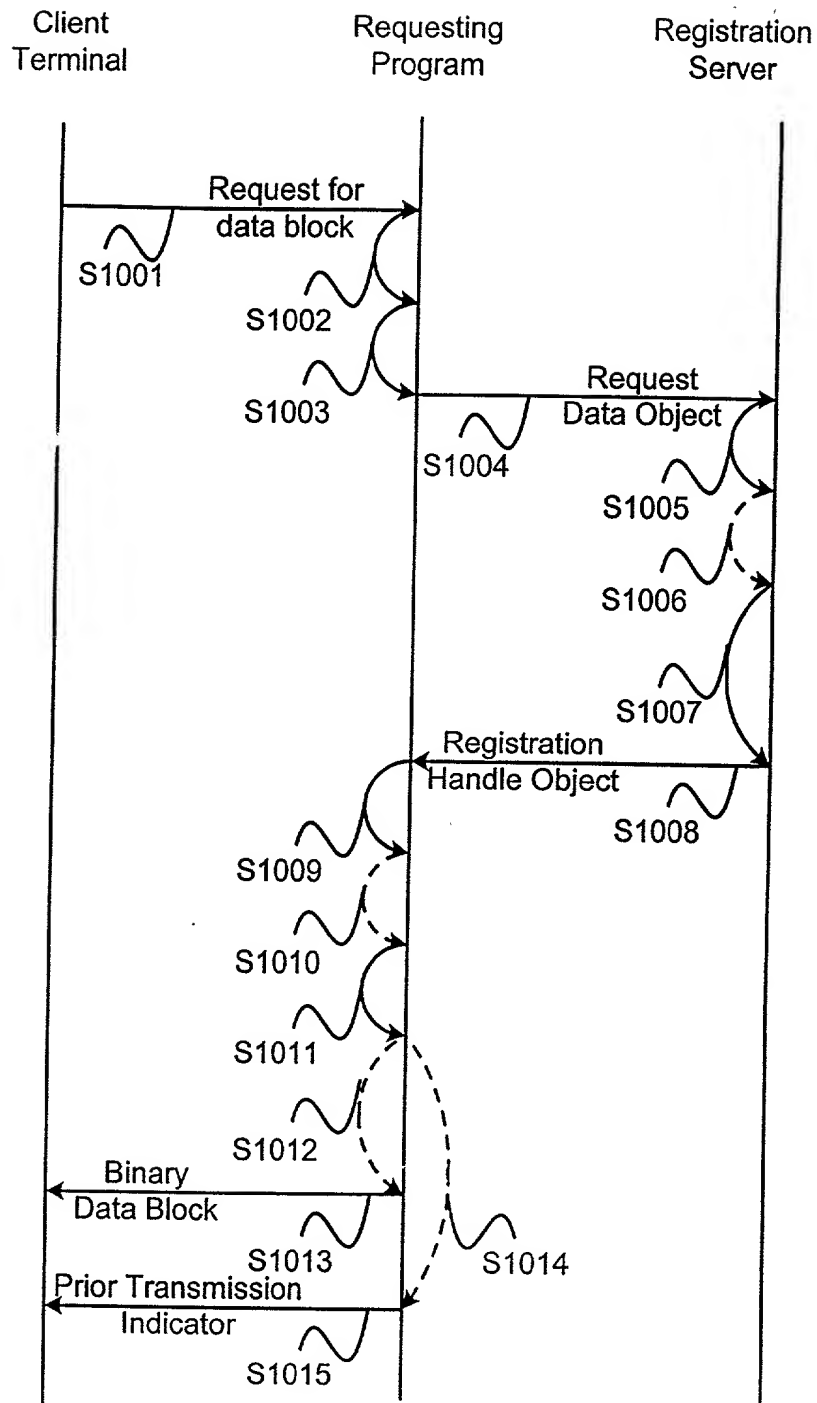 Client
Terminal
Requesting
Program
Registration
Server
Request for
data block
S1001
S1002
S1003
Request
Data Object
S1004
S1005
S1006
S1007
Registration
Handle Object
S1008
S1009
S1010
S1011
S1012
Binary
Data Block
S1013
S1014
Prior Transmission
Indicator
S1015